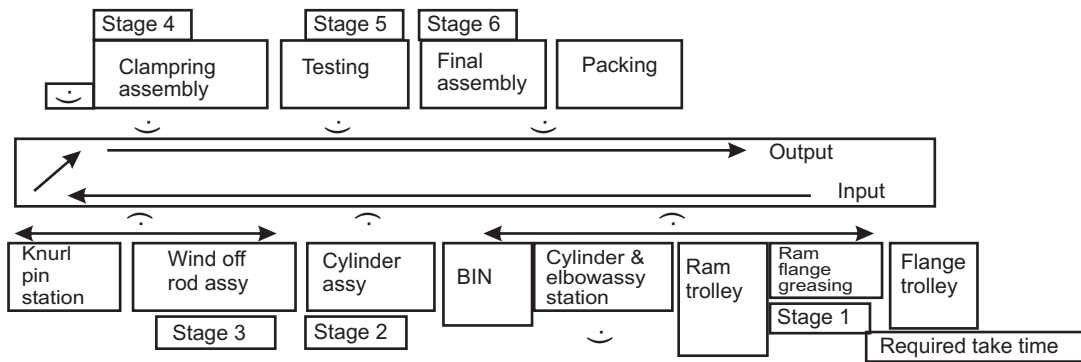 Stage 4
Stage 5
Stage 6
Clampring
assembly
Testing
Final
assembly
Packing
Output
Input
Knurl
pin
station
Wind off
rod assy
Cylinder
assy
BIN
Cylinder &
elbowassy
station
Ram
trolley
Ram
flange
greasing
Flange
trolley
Stage 3
Stage 2
Stage 1
Required take time